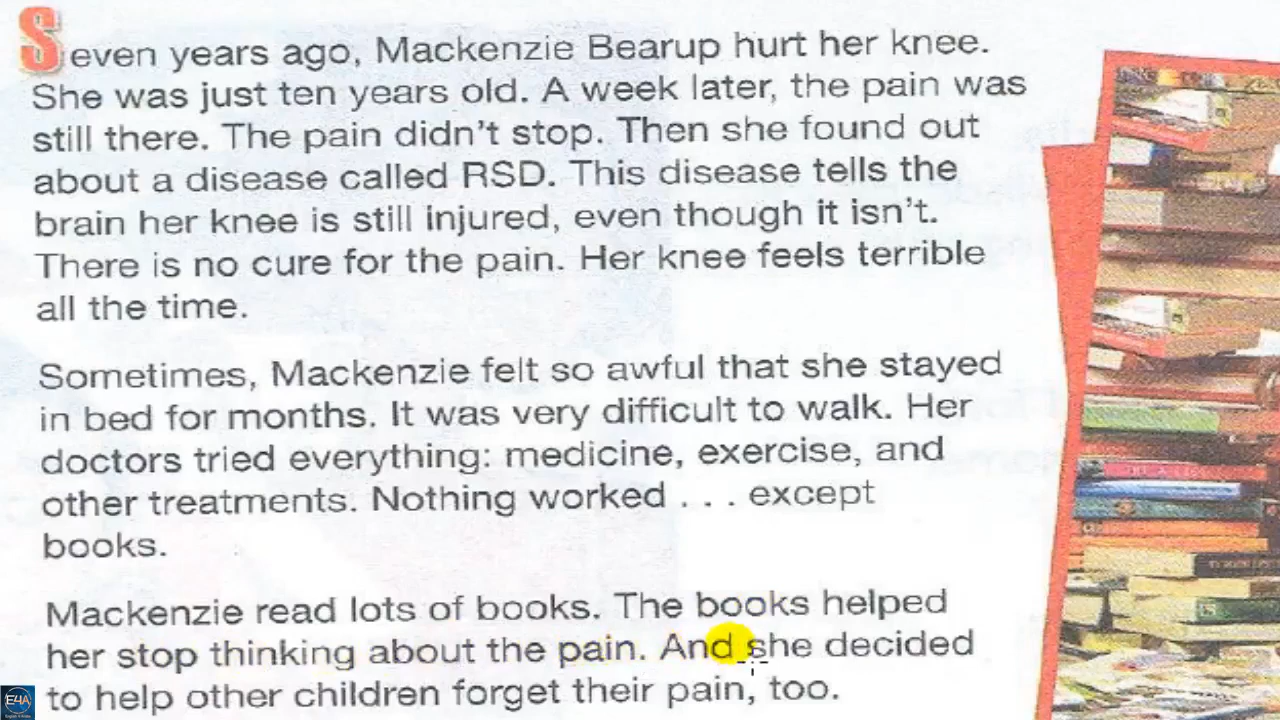 Seven years ago, Mackenzie Bearup hurt her knee.
She was just ten years old. A week later, the pain was
still there. The pain didn't stop. Then she found out
about a disease called RSD. This disease tells the
brain her knee is still injured, even though it isn't.
There is no cure for the pain. Her knee feels terrible
all the time.
Sometimes, Mackenzie felt so awful that she stayed
in bed for months. It was very difficult to walk. Her
doctors tried everything: medicine, exercise, and
other treatments. Nothing worked . . . except
books.
Mackenzie read lots of books. The books helped
her stop thinking about the pain. And she decided
to help other children forget their pain, too.
E4A